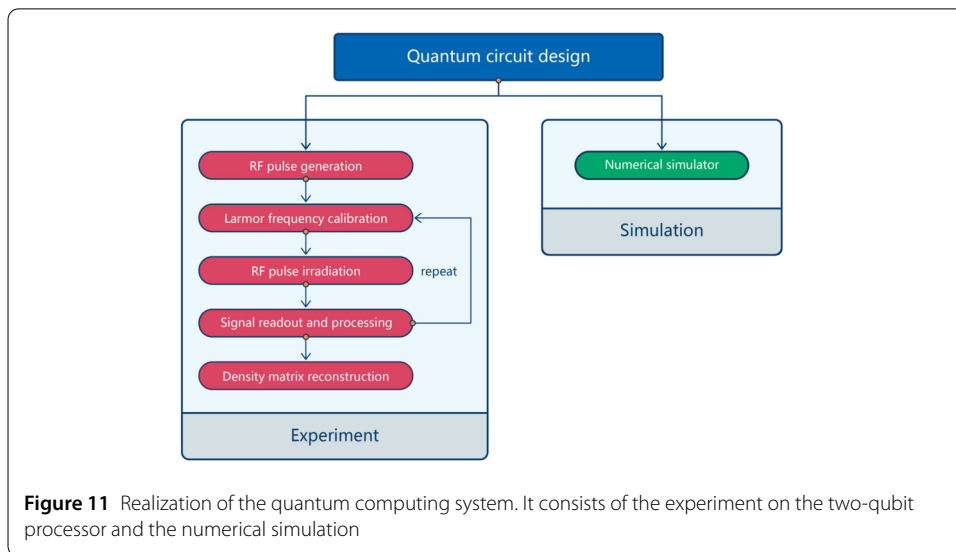 Quantum circuit design
RF pulse generation
Larmor frequency calibration
RF pulse irradiation
repeat
Signal readout and processing
Density matrix reconstruction
Experiment
Numerical simulator
Simulation
Figure 11 Realization of the quantum computing system. It consists of the experiment on the two-qubit
processor and the numerical simulation